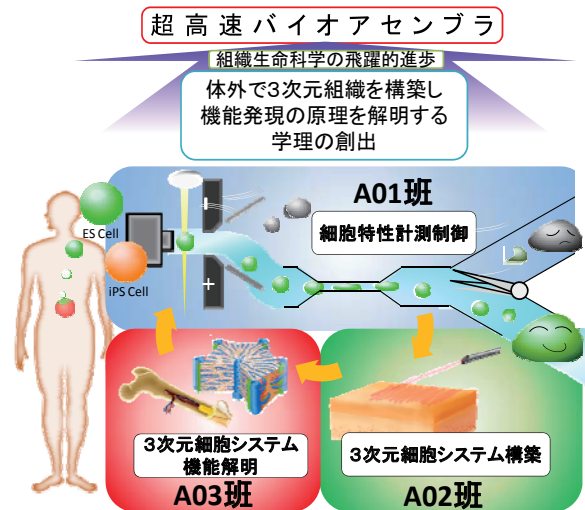 超高速バイオアセンブラ
組織生命科学の飛躍的進歩
体外で3次元組織を構築し
機能発現の原理を解明する
学理の創出
A01班
細胞特性計測制御
ES Cell
iPS Cell
3次元細胞システム
機能解明
A03班
3次元細胞システム構築
A02班